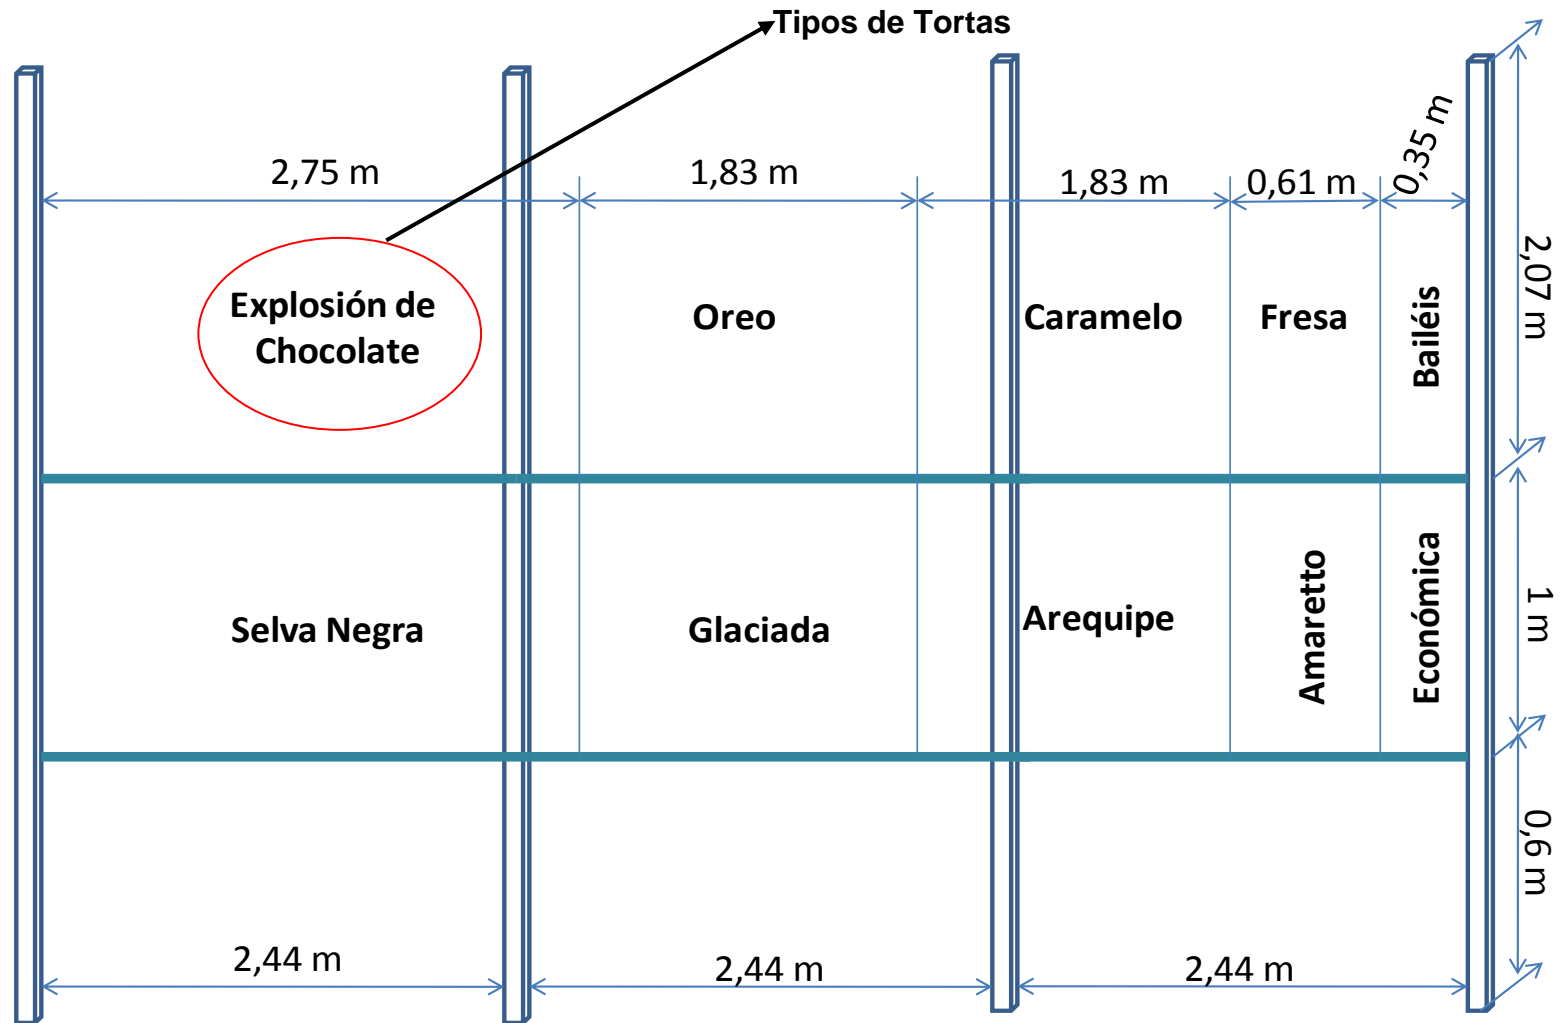 Tipos de Tortas
2,75 m
1,83 m
1,83 m
0,61 m
0,35 m
2,07 m
Explosión de
Chocolate
Oreo
Caramelo
Fresa
Bailéis
Selva Negra
Glaciada
Arequipe
Amaretto
Económica
1 m
0,6 m
2,44 m
2,44 m
2,44 m